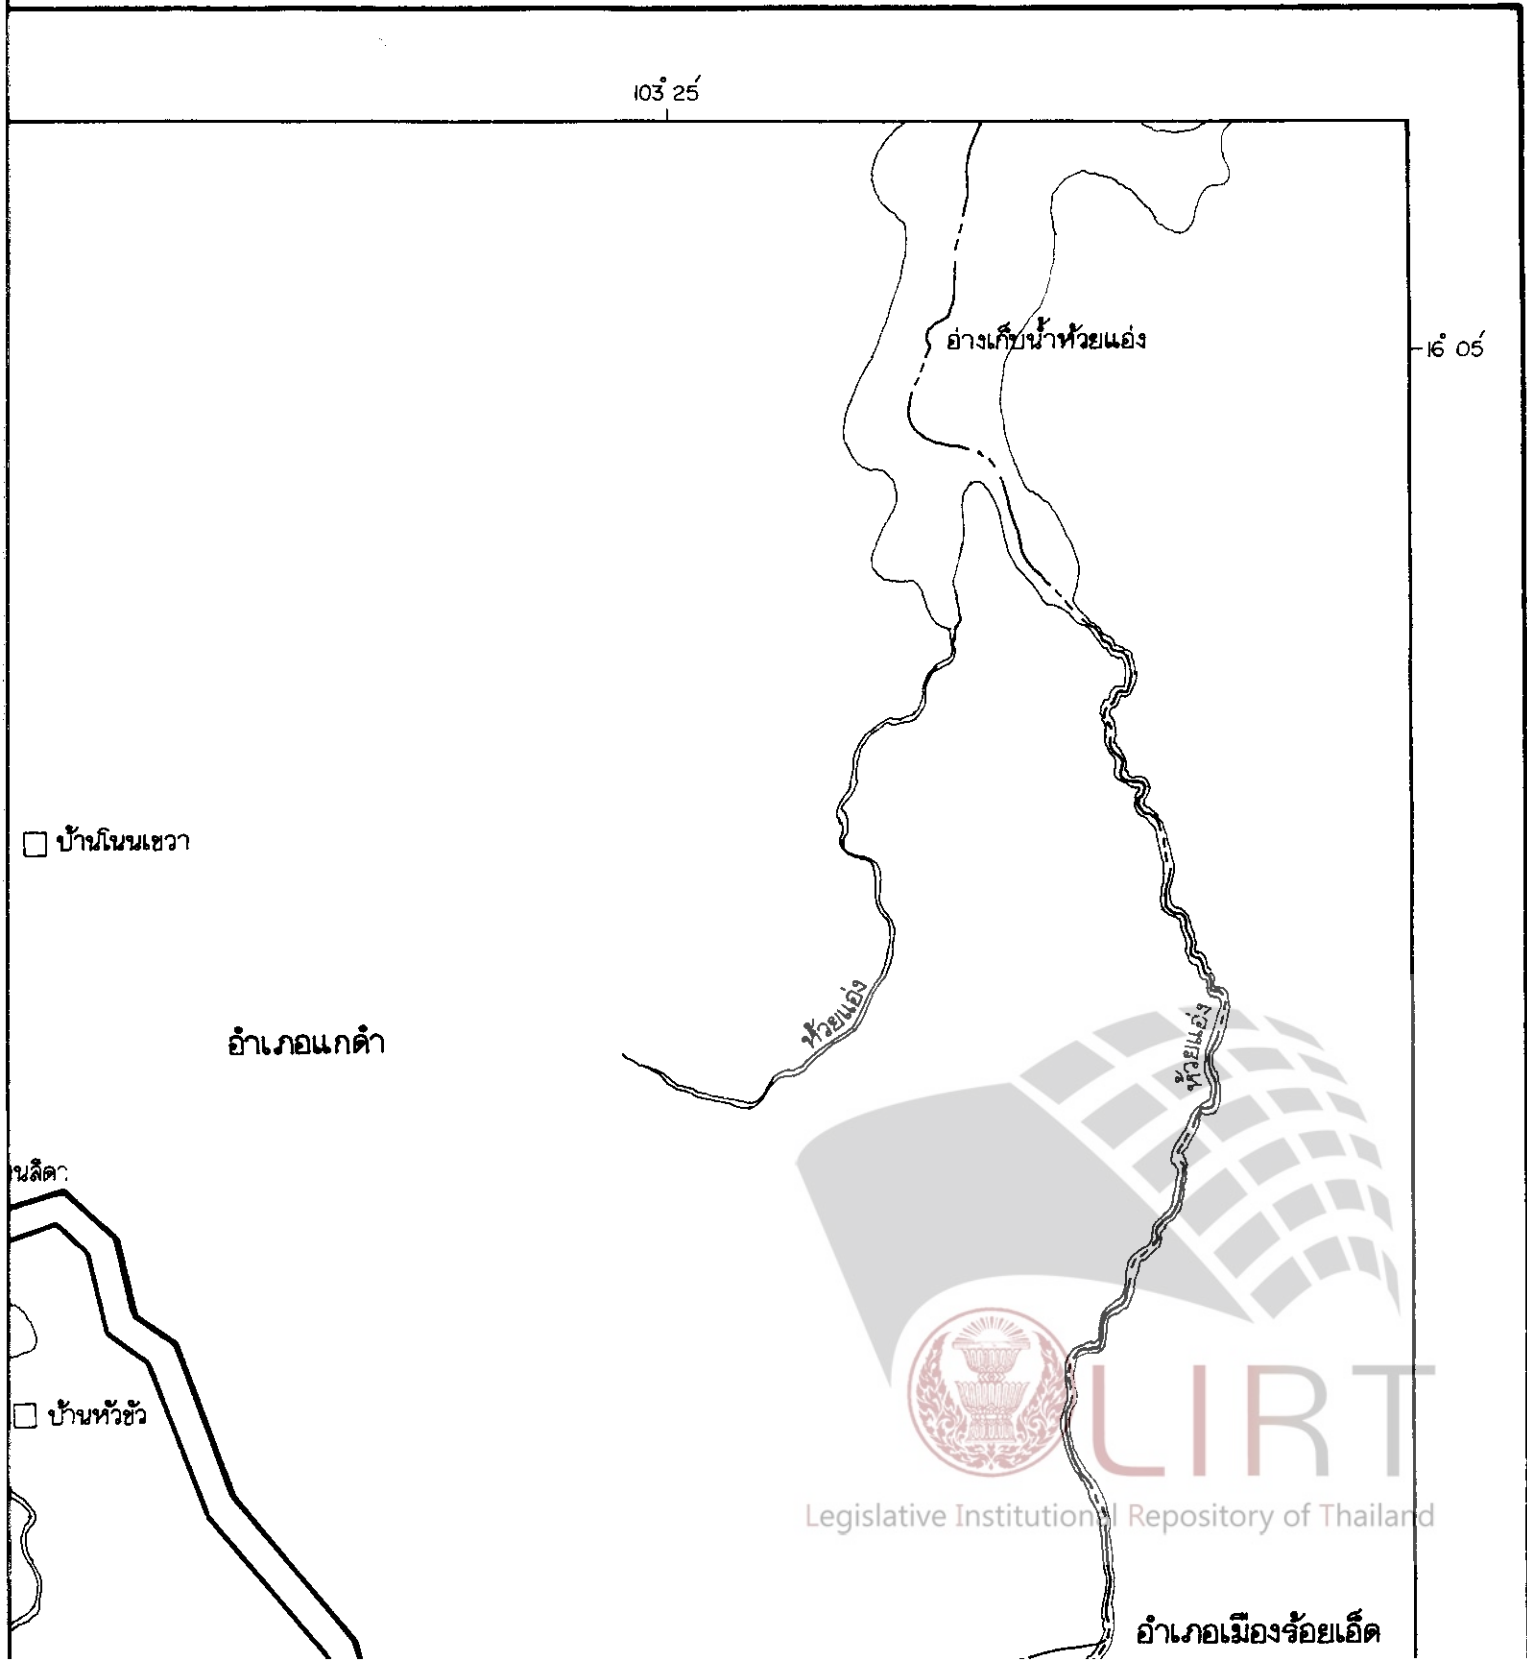 103° 25′
อ่างเก็บน้ำห้วยแอ่ง
16° 05′
บ้านโนนเขวา
ห้วยแอ่ง
ห้วยแอ่ง
อำเภอแกดำ
บ้านหัวขัว
LIRT
Legislative Institutional Repository of Thailand
อำเภอเมืองร้อยเอ็ด